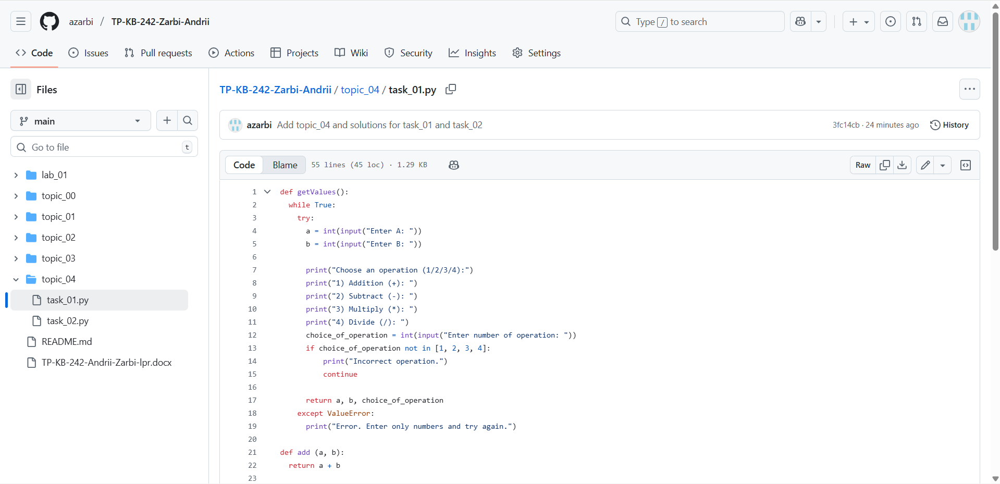 azarbi / TP-KB-242-Zarbi-Andrii
Type / to search
Code Issues Pull requests Actions Projects Wiki Security Insights Settings
Files
main
Go to file t
lab_01
topic_00
topic_01
topic_02
topic_03
topic_04
task_01.py
task_02.py
README.md
TP-KB-242-Andrii-Zarbi-lpr.docx
TP-KB-242-Zarbi-Andrii / topic_04 / task_01.py
azarbi Add topic_04 and solutions for task_01 and task_02 3fc14cb · 24 minutes ago History
Code Blame 55 lines (45 loc) · 1.29 KB Raw
1 def getValues():
2 while True:
3 try:
4 a = int(input("Enter A: "))
5 b = int(input("Enter B: "))
6
7 print("Choose an operation (1/2/3/4):")
8 print("1) Addition (+): ")
9 print("2) Subtract (-): ")
10 print("3) Multiply (*): ")
11 print("4) Divide (/): ")
12 choice_of_operation = int(input("Enter number of operation: "))
13 if choice_of_operation not in [1, 2, 3, 4]:
14 print("Incorrect operation.")
15 continue
16
17 return a, b, choice_of_operation
18 except ValueError:
19 print("Error. Enter only numbers and try again.")
20
21 def add (a, b):
22 return a + b
23